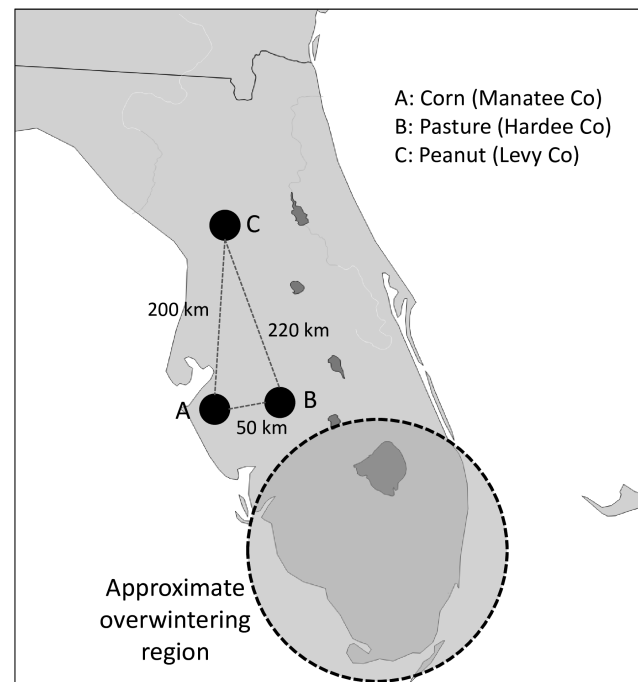 A: Corn (Manatee Co)
B: Pasture (Hardee Co)
C: Peanut (Levy Co)
C
200 km
220 km
A
B
50 km
Approximate
overwintering
region